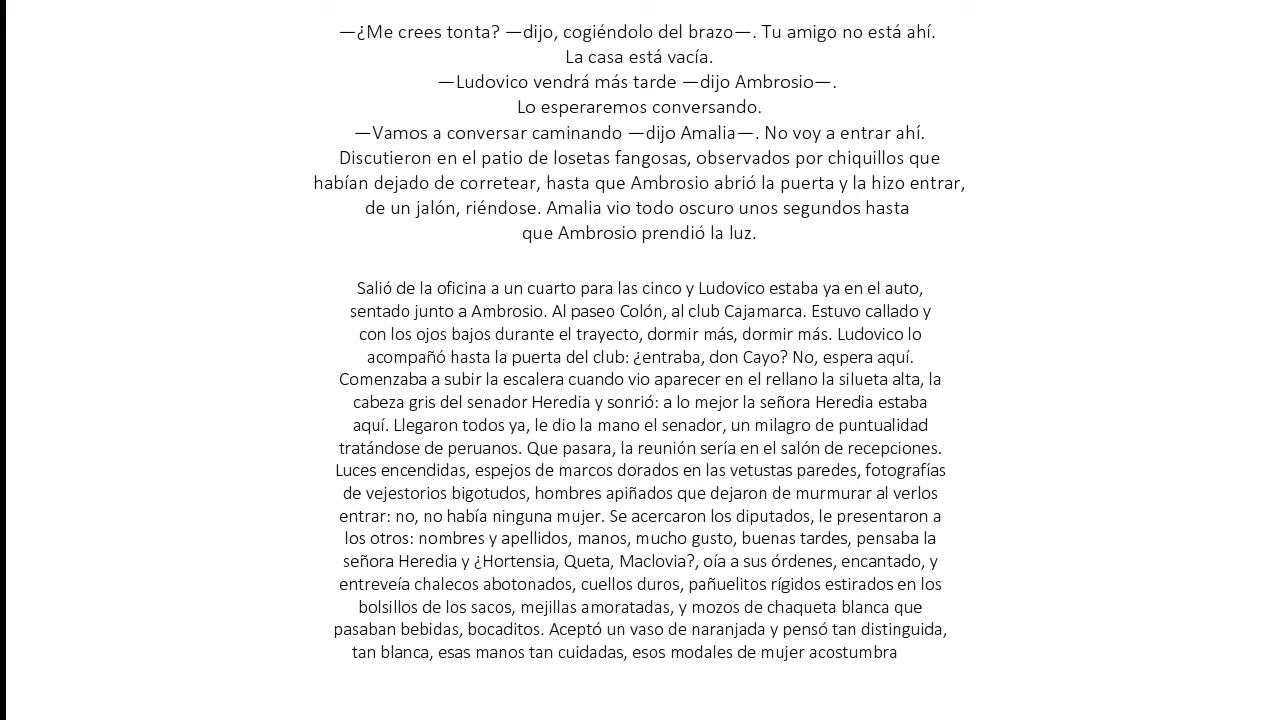 —¿Me crees tonta? —dijo, cogiéndolo del brazo—. Tu amigo no está ahí.
La casa está vacía.
—Ludovico vendrá más tarde —dijo Ambrosio—.
Lo esperaremos conversando.
—Vamos a conversar caminando —dijo Amalia—. No voy a entrar ahí.
Discutieron en el patio de losetas fangosas, observados por chiquillos que
habían dejado de corretear, hasta que Ambrosio abrió la puerta y la hizo entrar,
de un jalón, riéndose. Amalia vio todo oscuro unos segundos hasta
que Ambrosio prendió la luz.
Salió de la oficina a un cuarto para las cinco y Ludovico estaba ya en el auto,
sentado junto a Ambrosio. Al paseo Colón, al club Cajamarca. Estuvo callado y
con los ojos bajos durante el trayecto, dormir más, dormir más. Ludovico lo
acompañó hasta la puerta del club: ¿entraba, don Cayo? No, espera aquí.
Comenzaba a subir la escalera cuando vio aparecer en el rellano la silueta alta, la
cabeza gris del senador Heredia y sonrió: a lo mejor la señora Heredia estaba
aquí. Llegaron todos ya, le dio la mano el senador, un milagro de puntualidad
tratándose de peruanos. Que pasara, la reunión sería en el salón de recepciones.
Luces encendidas, espejos de marcos dorados en las vetustas paredes, fotografías
de vejestorios bigotudos, hombres apiñados que dejaron de murmurar al verlos
entrar: no, no había ninguna mujer. Se acercaron los diputados, le presentaron a
los otros: nombres y apellidos, manos, mucho gusto, buenas tardes, pensaba la
señora Heredia y ¿Hortensia, Queta, Maclovia?, oía a sus órdenes, encantado, y
entreveía chalecos abotonados, cuellos duros, pañuelitos rígidos estirados en los
bolsillos de los sacos, mejillas amoratadas, y mozos de chaqueta blanca que
pasaban bebidas, bocaditos. Aceptó un vaso de naranjada y pensó tan distinguida,
tan blanca, esas manos tan cuidadas, esos modales de mujer acostumbra